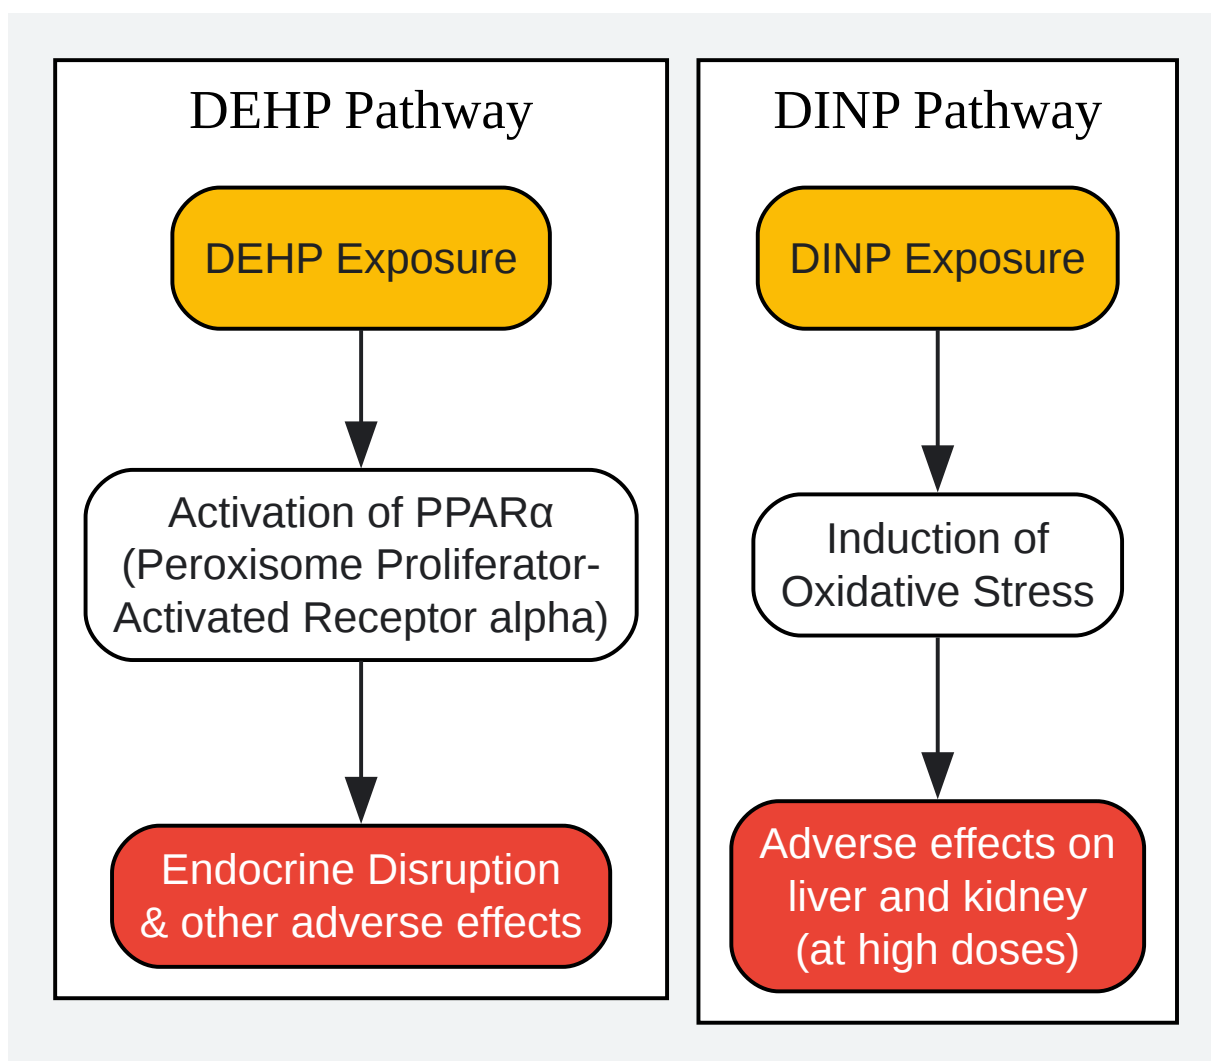 DEHP Pathway
DEHP Exposure
Activation of PPARα
(Peroxisome Proliferator-
Activated Receptor alpha)
Endocrine Disruption
& other adverse effects
DINP Pathway
DINP Exposure
Induction of
Oxidative Stress
Adverse effects on
liver and kidney
(at high doses)